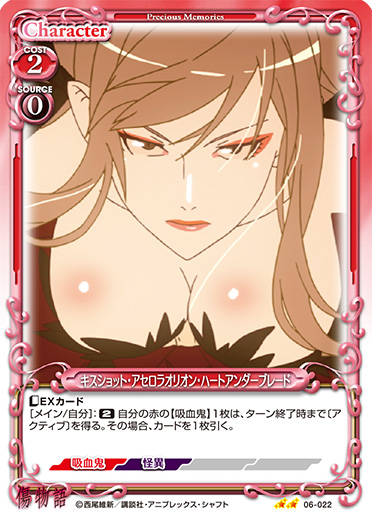 Precious Memories
Character
COST
2
SOURCE
0
キスショット・アセロラオリオン・ハートアンダーブレード
EXカード
[メイン/自分]：2 自分の赤の【吸血鬼】1枚は、ターン終了時まで〔ア
クティブ〕を得る。その場合、カードを1枚引く。
吸血鬼 怪異
傷物語
©西尾維新／講談社・アニプレックス・シャフト
06-022